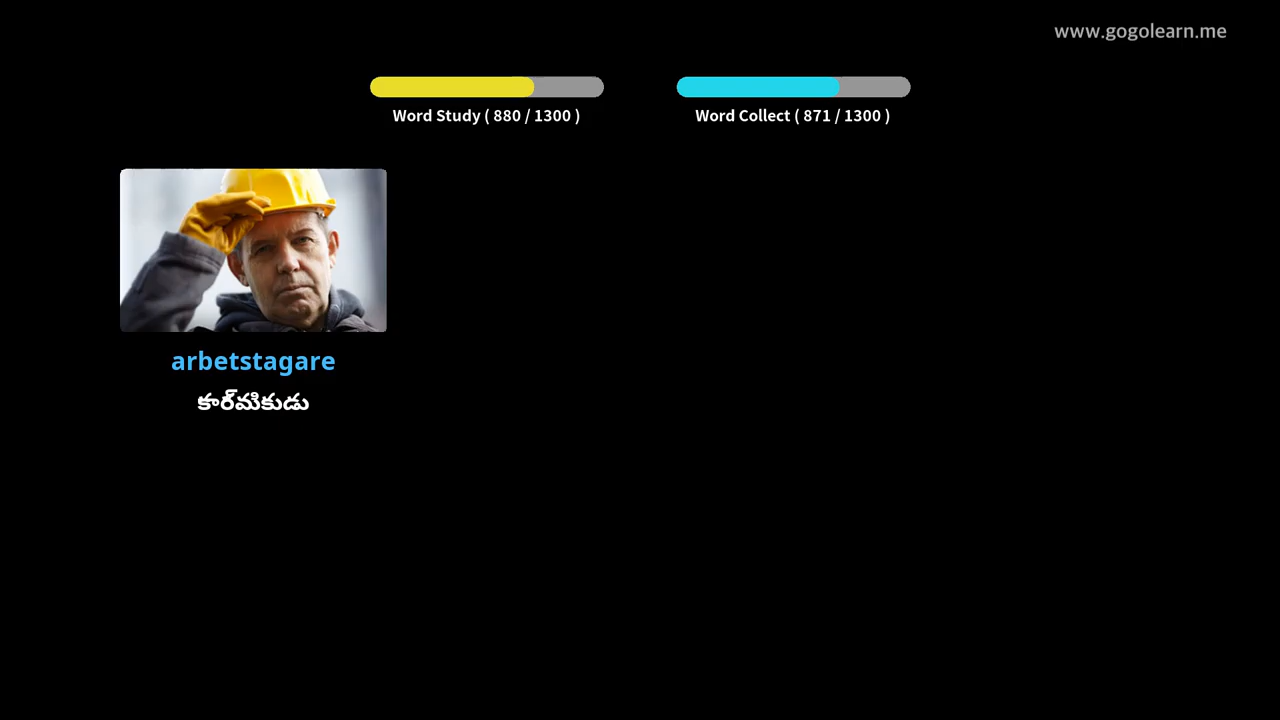 www.gogolearn.me
Word Study ( 880 / 1300 )
Word Collect ( 871 / 1300 )
arbetstagare
కార్‌మికుడు